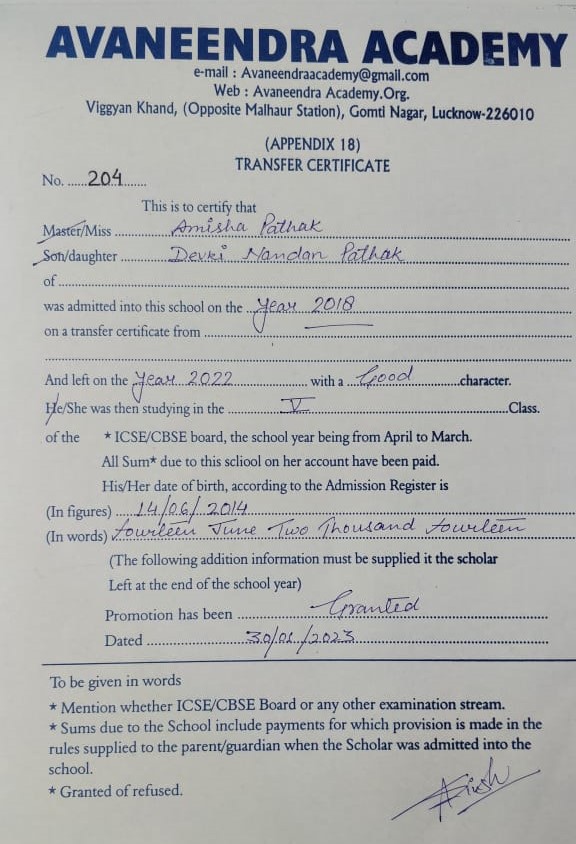 AVANEENDRA ACADEMY
e-mail : Avaneendraacademy@gmail.com
Web : Avaneendra Academy.Org.
Viggyan Khand, (Opposite Malhaur Station), Gomti Nagar, Lucknow-226010
(APPENDIX 18)
TRANSFER CERTIFICATE
No. ......204......
This is to certify that
Master/Miss ........ Amisha Pathak ........
Son/daughter ........ Devki Nandan Pathak ........
of ........
was admitted into this school on the ... Year 2018 ........
on a transfer certificate from ........
And left on the Year 2022 ........ with a ... Good ........ character.
He/She was then studying in the ........ V ........ Class.
of the * ICSE/CBSE board, the school year being from April to March.
All Sum* due to this scliool on her account have been paid.
His/Her date of birth, according to the Admission Register is
(In figures) ..... 14/06/2014 ........
(In words) fourteen June Two Thousand fourteen
(The following addition information must be supplied it the scholar
Left at the end of the school year)
Promotion has been ........ Granted ........
Dated ........ 30/01/2023 ........
To be given in words
* Mention whether ICSE/CBSE Board or any other examination stream.
* Sums due to the School include payments for which provision is made in the
rules supplied to the parent/guardian when the Scholar was admitted into the
school.
* Granted of refused.